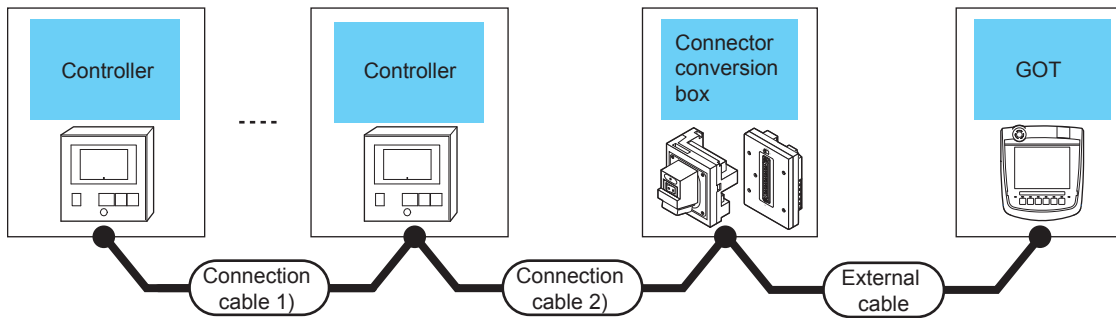 Controller
Controller
Connector
conversion
box
GOT
Connection
cable 1)
Connection
cable 2)
External
cable